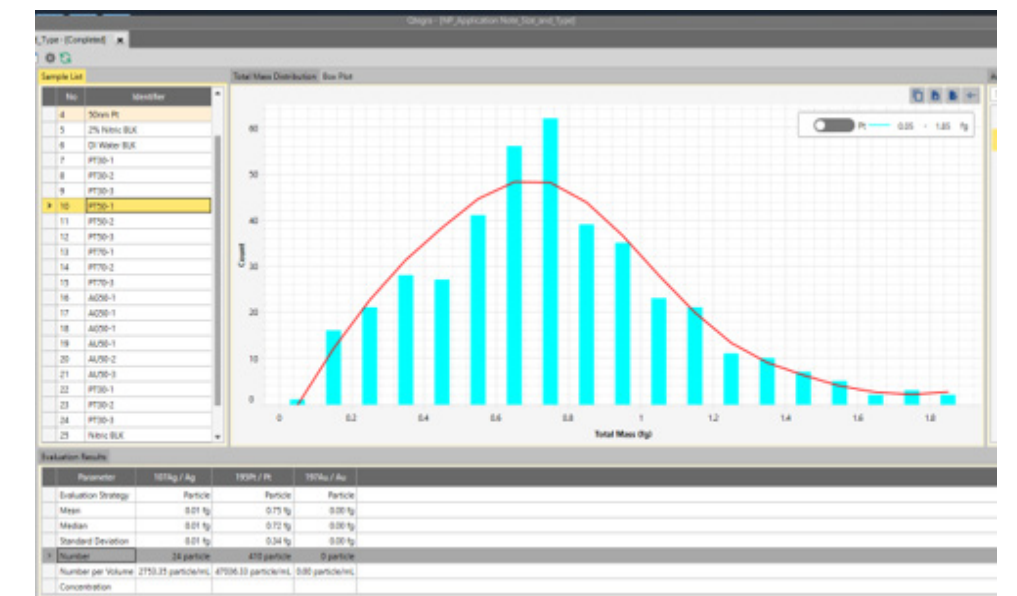 Qtegra - [NP_Application Note_Size_and_Type]
t_Type - [Completed] ×
Sample List
Total Mass Distribution Box Plot
No Identifier
4 50nm Pt
5 2% Nitric BLK
6 DI Water BLK
7 PT30-1
8 PT30-2
9 PT30-3
10 PT50-1
11 PT50-2
12 PT50-3
13 PT70-1
14 PT70-2
15 PT70-3
16 AG50-1
17 AG50-1
18 AG50-1
19 AU50-1
20 AU50-2
21 AU50-3
22 PT30-1
23 PT30-2
24 PT30-3
25 Nitric BLK
Pt 0.05 - 1.85 fg
Count
60
50
40
30
20
10
0
0 0.2 0.4 0.6 0.8 1 1.2 1.4 1.6 1.8
Total Mass (fg)
Evaluation Results
Parameter 107Ag / Ag 195Pt / Pt 197Au / Au
Evaluation Strategy Particle Particle Particle
Mean 0.01 fg 0.75 fg 0.00 fg
Median 0.01 fg 0.72 fg 0.00 fg
Standard Deviation 0.01 fg 0.34 fg 0.00 fg
Number 24 particle 410 particle 0 particle
Number per Volume 2753.35 particle/mL 47036.33 particle/mL 0.00 particle/mL
Concentration